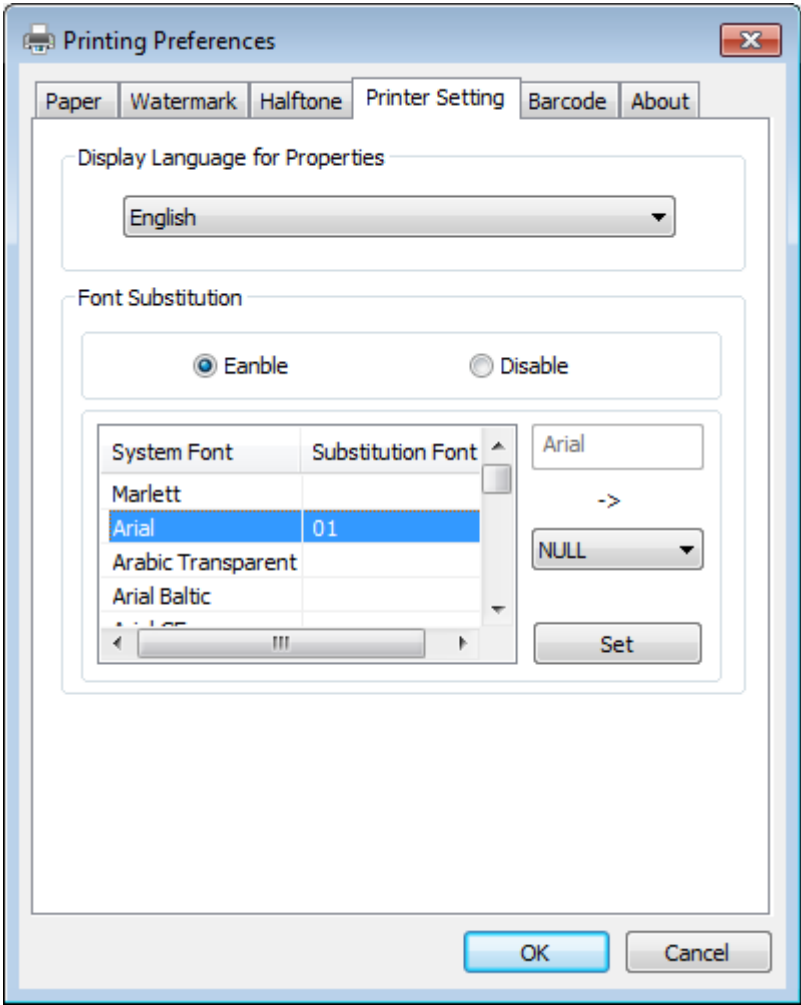 Printing Preferences
Paper Watermark Halftone Printer Setting Barcode About
Display Language for Properties
English
Font Substitution
Eanble Disable
System Font Substitution Font
Arial
Marlett
->
Arial 01
NULL
Arabic Transparent
Arial Baltic
Set
OK Cancel